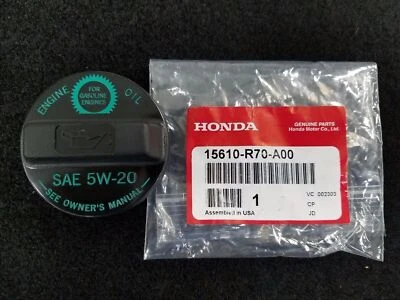 ENGINE OIL
FOR
GASOLINE
ENGINES
SAE 5W-20
—SEE OWNER'S MANUAL—
HONDA
GENUINE PARTS
Honda Motor Co., Ltd.
15610-R70-A00
1
VC 002303
CP
Assembled in USA
JD